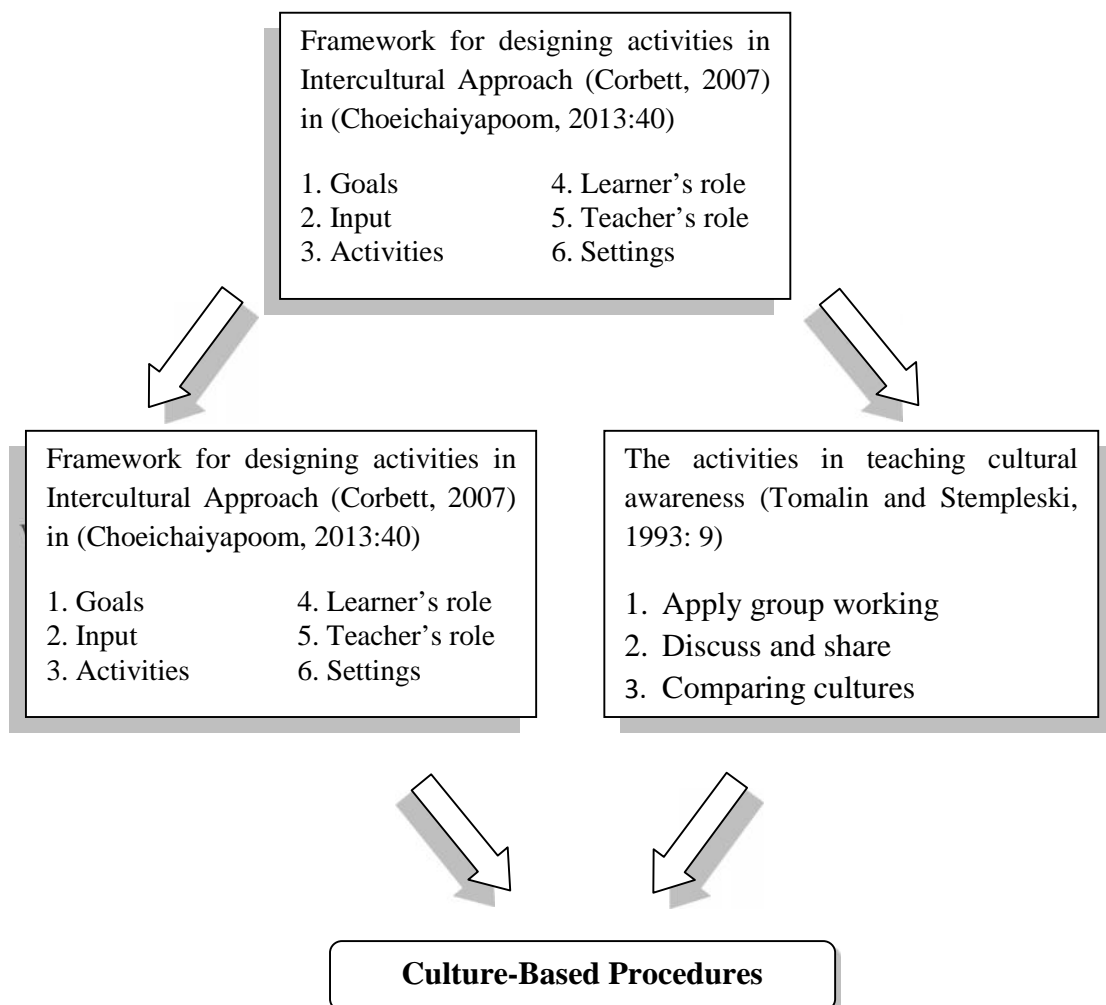 Framework for designing activities in
Intercultural Approach (Corbett, 2007)
in (Choeichaiyapoom, 2013:40)
1. Goals 4. Learner’s role
2. Input 5. Teacher’s role
3. Activities 6. Settings
Framework for designing activities in
Intercultural Approach (Corbett, 2007)
in (Choeichaiyapoom, 2013:40)
1. Goals 4. Learner’s role
2. Input 5. Teacher’s role
3. Activities 6. Settings
The activities in teaching cultural
awareness (Tomalin and Stempleski,
1993: 9)
1. Apply group working
2. Discuss and share
3. Comparing cultures
Culture-Based Procedures